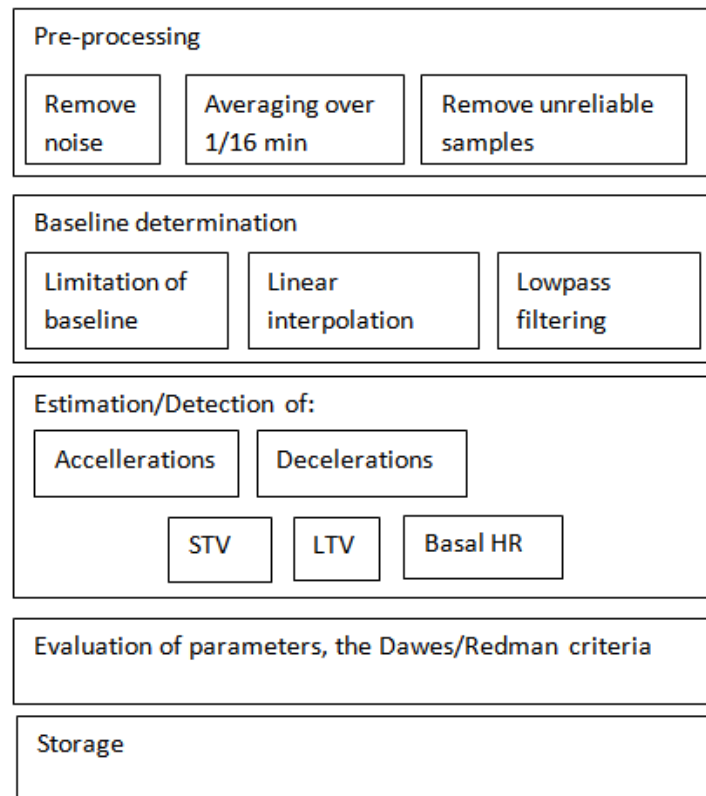 Pre-processing
Remove
noise
Averaging over
1/16 min
Remove unreliable
samples
Baseline determination
Limitation of
baseline
Linear
interpolation
Lowpass
filtering
Estimation/Detection of:
Accellerations
Decelerations
STV
LTV
Basal HR
Evaluation of parameters, the Dawes/Redman criteria
Storage